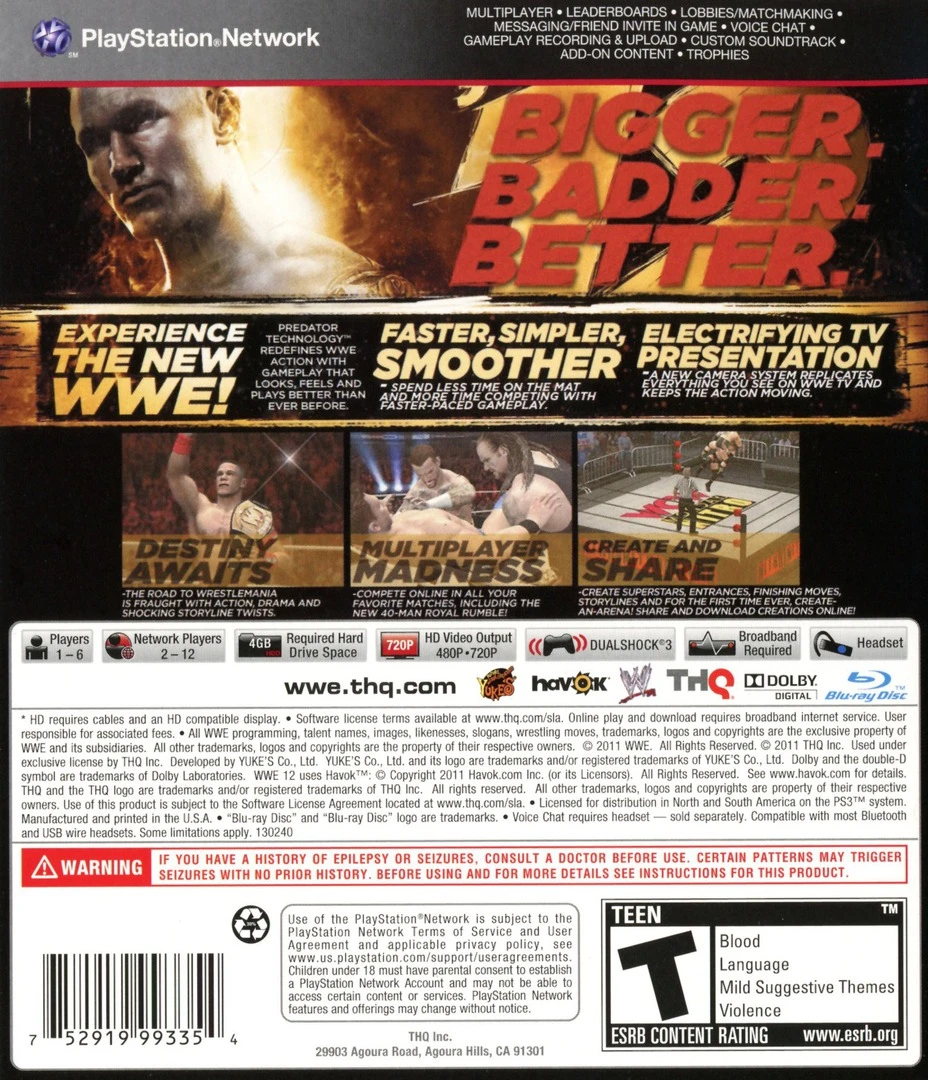 PlayStation®Network
SM
MULTIPLAYER • LEADERBOARDS • LOBBIES/MATCHMAKING •
MESSAGING/FRIEND INVITE IN GAME • VOICE CHAT •
GAMEPLAY RECORDING & UPLOAD • CUSTOM SOUNDTRACK •
ADD-ON CONTENT • TROPHIES
BIGGER.
BADDER.
BETTER.
EXPERIENCE
THE NEW
WWE!
PREDATOR
TECHNOLOGY™
REDEFINES WWE
ACTION WITH
GAMEPLAY THAT
LOOKS, FEELS AND
PLAYS BETTER THAN
EVER BEFORE.
FASTER, SIMPLER,
SMOOTHER
- SPEND LESS TIME ON THE MAT
AND MORE TIME COMPETING WITH
FASTER-PACED GAMEPLAY.
ELECTRIFYING TV
PRESENTATION
-A NEW CAMERA SYSTEM REPLICATES
EVERYTHING YOU SEE ON WWE TV AND
KEEPS THE ACTION MOVING.
DESTINY
AWAITS
-THE ROAD TO WRESTLEMANIA
IS FRAUGHT WITH ACTION, DRAMA AND
SHOCKING STORYLINE TWISTS.
MULTIPLAYER
MADNESS
-COMPETE ONLINE IN ALL YOUR
FAVORITE MATCHES, INCLUDING THE
NEW 40-MAN ROYAL RUMBLE!
CREATE AND
SHARE
-CREATE SUPERSTARS, ENTRANCES, FINISHING MOVES,
STORYLINES AND FOR THE FIRST TIME EVER, CREATE-
AN-ARENA! SHARE AND DOWNLOAD CREATIONS ONLINE!
Players
1 – 6
Network Players
2 – 12
4GB
HDD
Required Hard
Drive Space
720P
HD Video Output
480P • 720P
DUALSHOCK®3
Broadband
Required
Headset
wwe.thq.com
YUKE'S
havok
W
THQ
DOLBY
DIGITAL
Blu-ray Disc™
* HD requires cables and an HD compatible display. • Software license terms available at www.thq.com/sla. Online play and download requires broadband internet service. User
responsible for associated fees. • All WWE programming, talent names, images, likenesses, slogans, wrestling moves, trademarks, logos and copyrights are the exclusive property of
WWE and its subsidiaries. All other trademarks, logos and copyrights are the property of their respective owners. © 2011 WWE. All Rights Reserved. © 2011 THQ Inc. Used under
exclusive license by THQ Inc. Developed by YUKE'S Co., Ltd. YUKE'S Co., Ltd. and its logo are trademarks and/or registered trademarks of YUKE'S Co., Ltd. Dolby and the double-D
symbol are trademarks of Dolby Laboratories. WWE 12 uses Havok™: © Copyright 2011 Havok.com Inc. (or its Licensors). All Rights Reserved. See www.havok.com for details.
THQ and the THQ logo are trademarks and/or registered trademarks of THQ Inc. All rights reserved. All other trademarks, logos and copyrights are property of their respective
owners. Use of this product is subject to the Software License Agreement located at www.thq.com/sla. • Licensed for distribution in North and South America on the PS3™ system.
Manufactured and printed in the U.S.A. • “Blu-ray Disc” and “Blu-ray Disc” logo are trademarks. • Voice Chat requires headset — sold separately. Compatible with most Bluetooth
and USB wire headsets. Some limitations apply. 130240
WARNING
IF YOU HAVE A HISTORY OF EPILEPSY OR SEIZURES, CONSULT A DOCTOR BEFORE USE. CERTAIN PATTERNS MAY TRIGGER
SEIZURES WITH NO PRIOR HISTORY. BEFORE USING AND FOR MORE DETAILS SEE INSTRUCTIONS FOR THIS PRODUCT.
7 52919 99335 4
Use of the PlayStation®Network is subject to the
PlayStation Network Terms of Service and User
Agreement and applicable privacy policy, see
www.us.playstation.com/support/useragreements.
Children under 18 must have parental consent to establish
a PlayStation Network Account and may not be able to
access certain content or services. PlayStation Network
features and offerings may change without notice.
THQ Inc.
29903 Agoura Road, Agoura Hills, CA 91301
TEEN
TM
T
Blood
Language
Mild Suggestive Themes
Violence
ESRB CONTENT RATING
www.esrb.org